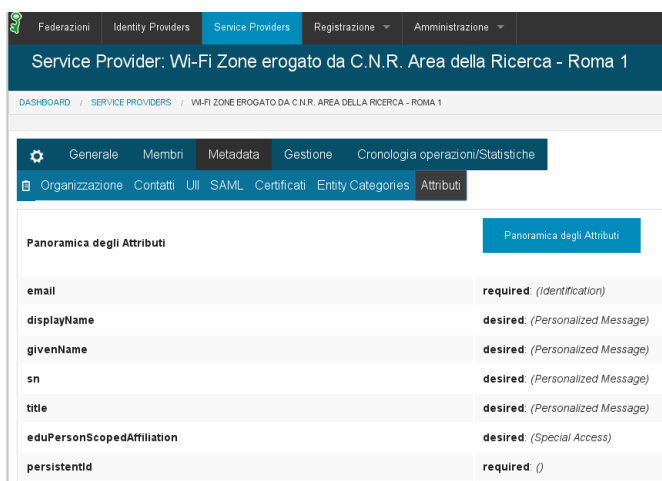 Federazioni Identity Providers Service Providers Registrazione Amministrazione
Service Provider: Wi-Fi Zone erogato da C.N.R. Area della Ricerca - Roma 1
DASHBOARD / SERVICE PROVIDERS / WI-FI ZONE EROGATO DA C.N.R. AREA DELLA RICERCA - ROMA 1
Generale Membri Metadata Gestione Cronologia operazioni/Statistiche
Organizzazione Contatti UII SAML Certificati Entity Categories Attributi
Panoramica degli Attributi Panoramica degli Attributi
email required: (Identification)
displayName desired: (Personalized Message)
givenName desired: (Personalized Message)
sn desired: (Personalized Message)
title desired: (Personalized Message)
eduPersonScopedAffiliation desired: (Special Access)
persistentId required: ()